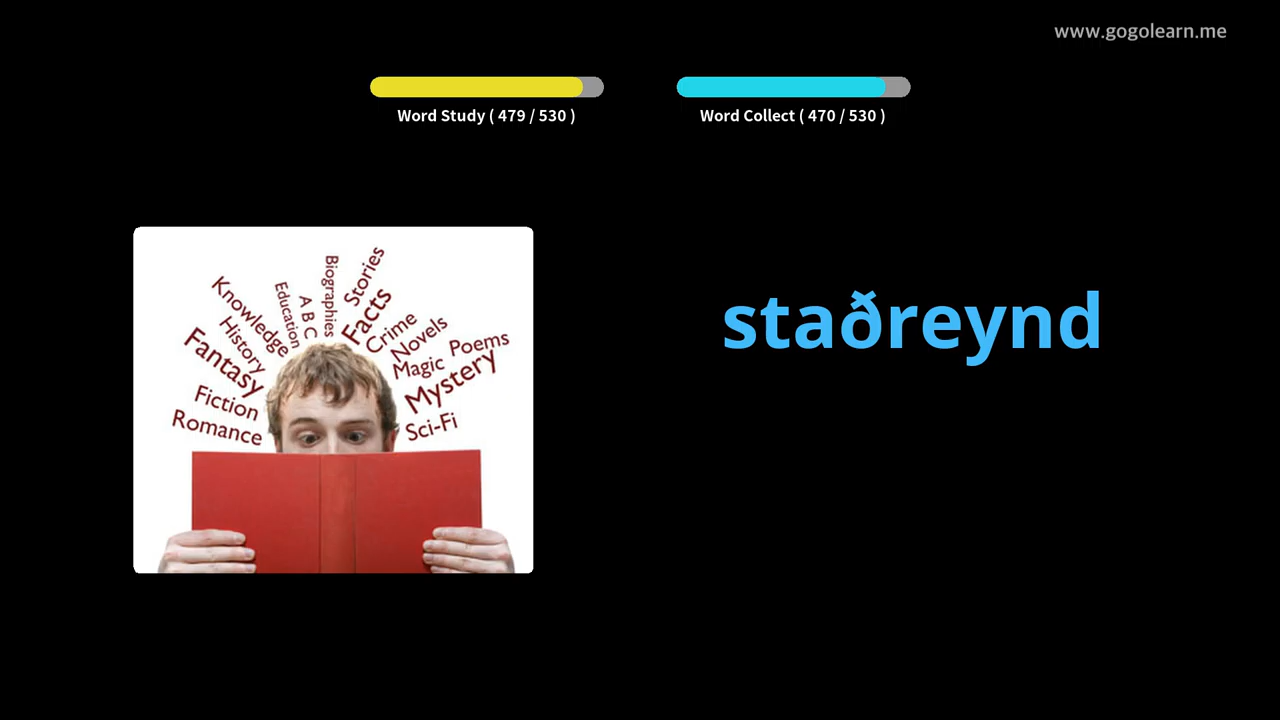 www.gogolearn.me
Word Study ( 479 / 530 )
Word Collect ( 470 / 530 )
Biographies
Stories
Knowledge
Education
A B C
Facts
Crime
History
Novels
Poems
Fantasy
Magic
Mystery
Fiction
Romance
Sci-Fi
staðreynd